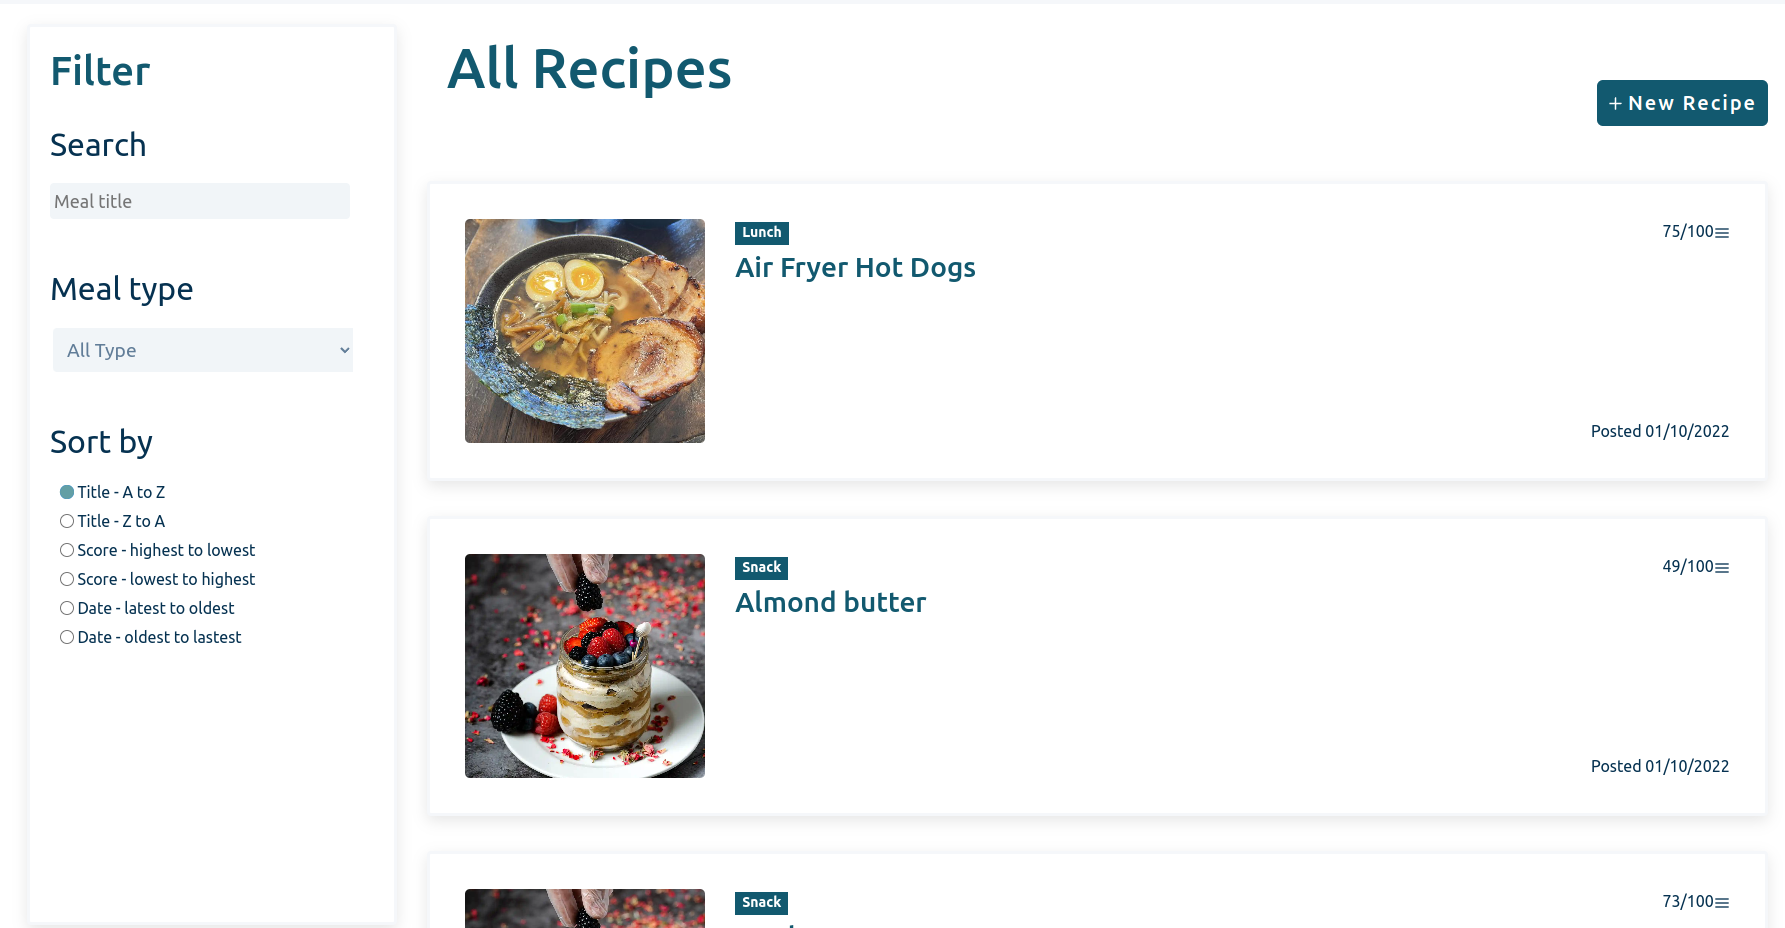 Filter
Search
Meal title
Meal type
All Type
Sort by
Title - A to Z
Title - Z to A
Score - highest to lowest
Score - lowest to highest
Date - latest to oldest
Date - oldest to lastest
All Recipes
+ New Recipe
Lunch
75/100
Air Fryer Hot Dogs
Posted 01/10/2022
Snack
49/100
Almond butter
Posted 01/10/2022
Snack
73/100